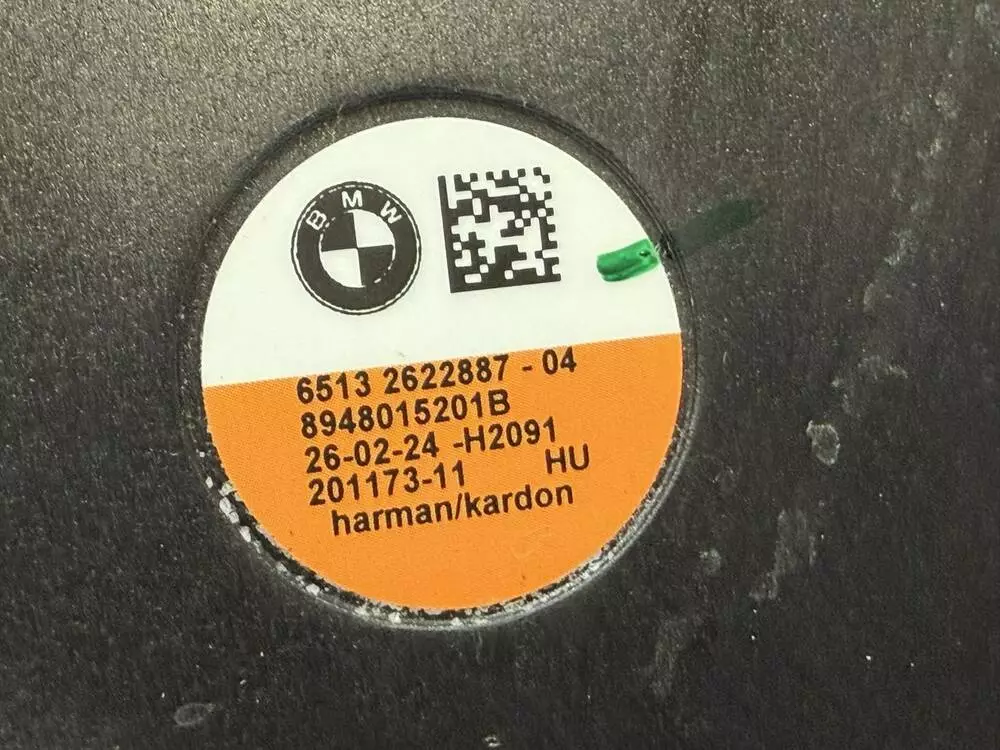 BMW
6513 2622887 - 04
8948015201B
26-02-24 -H2091
201173-11 HU
harman/kardon